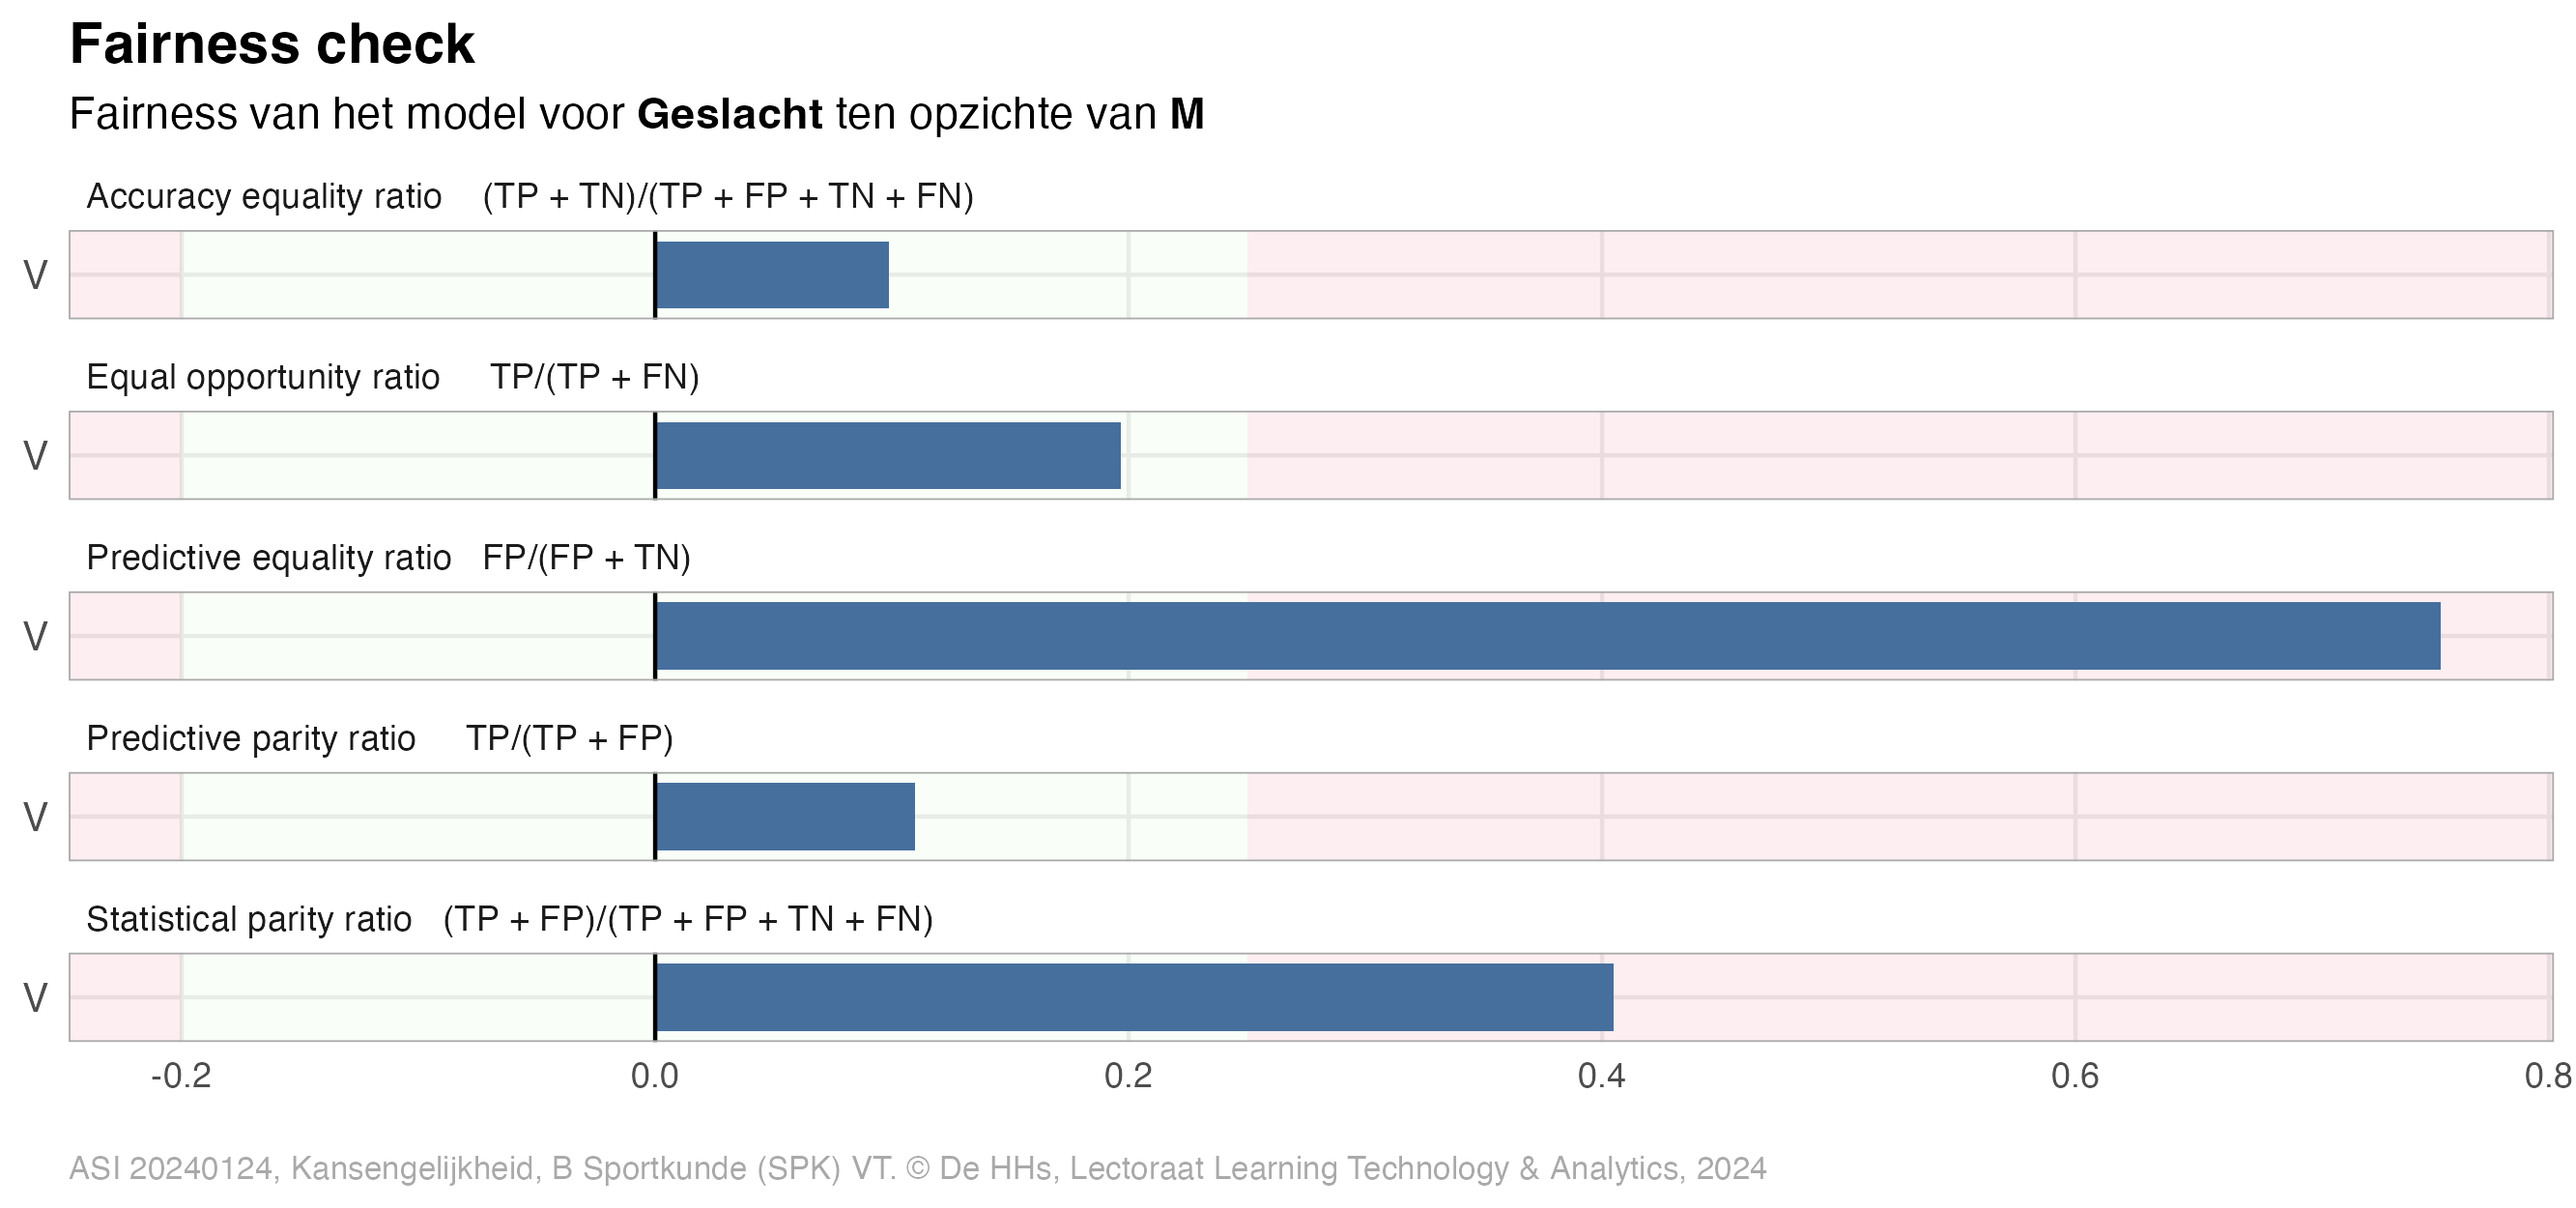 Fairness check
Fairness van het model voor Geslacht ten opzichte van M
Accuracy equality ratio (TP + TN)/(TP + FP + TN + FN)
V
Equal opportunity ratio TP/(TP + FN)
V
Predictive equality ratio FP/(FP + TN)
V
Predictive parity ratio TP/(TP + FP)
V
Statistical parity ratio (TP + FP)/(TP + FP + TN + FN)
V
-0.2 0.0 0.2 0.4 0.6 0.8
ASI 20240124, Kansengelijkheid, B Sportkunde (SPK) VT. © De HHs, Lectoraat Learning Technology & Analytics, 2024